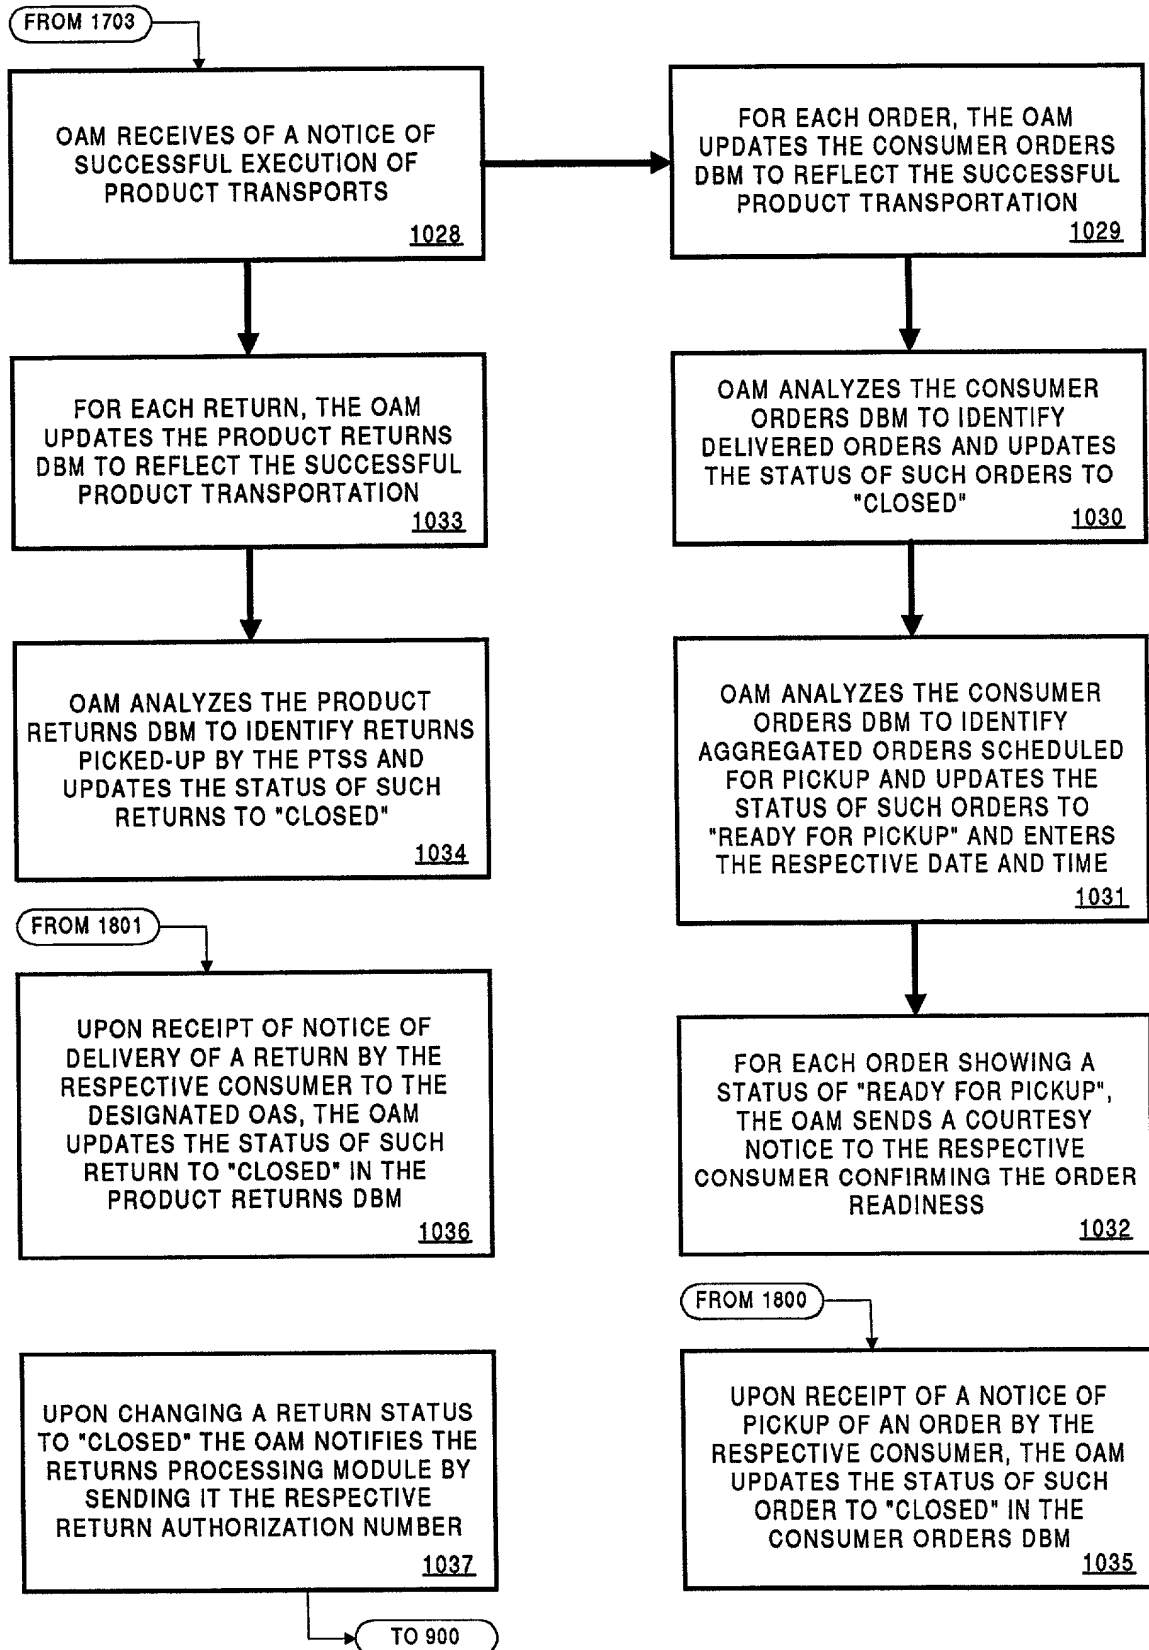 FROM 1703
OAM RECEIVES OF A NOTICE OF
SUCCESSFUL EXECUTION OF
PRODUCT TRANSPORTS
1028
FOR EACH ORDER, THE OAM
UPDATES THE CONSUMER ORDERS
DBM TO REFLECT THE SUCCESSFUL
PRODUCT TRANSPORTATION
1029
FOR EACH RETURN, THE OAM
UPDATES THE PRODUCT RETURNS
DBM TO REFLECT THE SUCCESSFUL
PRODUCT TRANSPORTATION
1033
OAM ANALYZES THE CONSUMER
ORDERS DBM TO IDENTIFY
DELIVERED ORDERS AND UPDATES
THE STATUS OF SUCH ORDERS TO
"CLOSED"
1030
OAM ANALYZES THE PRODUCT
RETURNS DBM TO IDENTIFY RETURNS
PICKED-UP BY THE PTSS AND
UPDATES THE STATUS OF SUCH
RETURNS TO "CLOSED"
1034
OAM ANALYZES THE CONSUMER
ORDERS DBM TO IDENTIFY
AGGREGATED ORDERS SCHEDULED
FOR PICKUP AND UPDATES THE
STATUS OF SUCH ORDERS TO
"READY FOR PICKUP" AND ENTERS
THE RESPECTIVE DATE AND TIME
1031
FROM 1801
UPON RECEIPT OF NOTICE OF
DELIVERY OF A RETURN BY THE
RESPECTIVE CONSUMER TO THE
DESIGNATED OAS, THE OAM
UPDATES THE STATUS OF SUCH
RETURN TO "CLOSED" IN THE
PRODUCT RETURNS DBM
1036
FOR EACH ORDER SHOWING A
STATUS OF "READY FOR PICKUP",
THE OAM SENDS A COURTESY
NOTICE TO THE RESPECTIVE
CONSUMER CONFIRMING THE ORDER
READINESS
1032
FROM 1800
UPON CHANGING A RETURN STATUS
TO "CLOSED" THE OAM NOTIFIES THE
RETURNS PROCESSING MODULE BY
SENDING IT THE RESPECTIVE
RETURN AUTHORIZATION NUMBER
1037
UPON RECEIPT OF A NOTICE OF
PICKUP OF AN ORDER BY THE
RESPECTIVE CONSUMER, THE OAM
UPDATES THE STATUS OF SUCH
ORDER TO "CLOSED" IN THE
CONSUMER ORDERS DBM
1035
TO 900